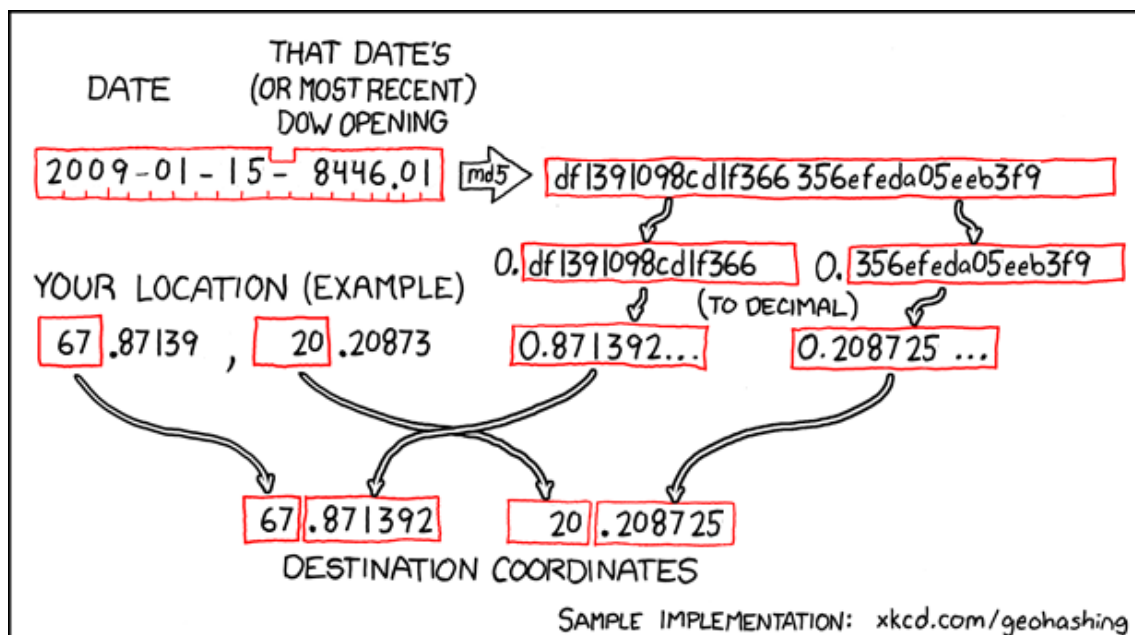 DATE
THAT DATE'S
(OR MOST RECENT)
DOW OPENING
2009-01-15-8446.01
md5
df1391098cd1f366 356efeda05eeb3f9
0.df1391098cd1f366
0.356efeda05eeb3f9
YOUR LOCATION (EXAMPLE)
(TO DECIMAL)
67.87139, 20.20873
0.871392...
0.208725 ...
67.871392
20.208725
DESTINATION COORDINATES
SAMPLE IMPLEMENTATION: xkcd.com/geohashing